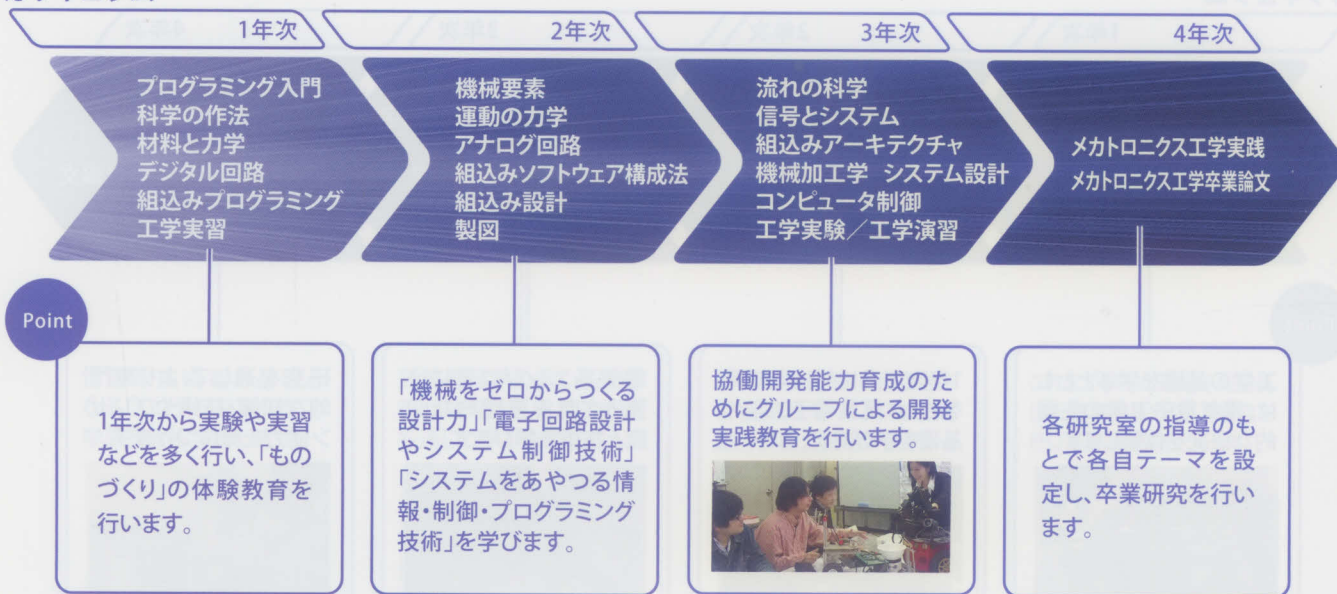 1年次
2年次
3年次
4年次
プログラミング入門
科学の作法
材料と力学
デジタル回路
組込みプログラミング
工学実習
機械要素
運動の力学
アナログ回路
組込みソフトウェア構成法
組込み設計
製図
流れの科学
信号とシステム
組込みアーキテクチャ
機械加工学 システム設計
コンピュータ制御
工学実験／工学演習
メカトロニクス工学実践
メカトロニクス工学卒業論文
Point
1年次から実験や実習
などを多く行い、「もの
づくり」の体験教育を
行います。
「機械をゼロからつくる
設計力」「電子回路設計
やシステム制御技術」
「システムをあやつる情
報・制御・プログラミング
技術」を学びます。
協働開発能力育成のた
めにグループによる開発
実践教育を行います。
各研究室の指導のも
とで各自テーマを設
定し、卒業研究を行い
ます。